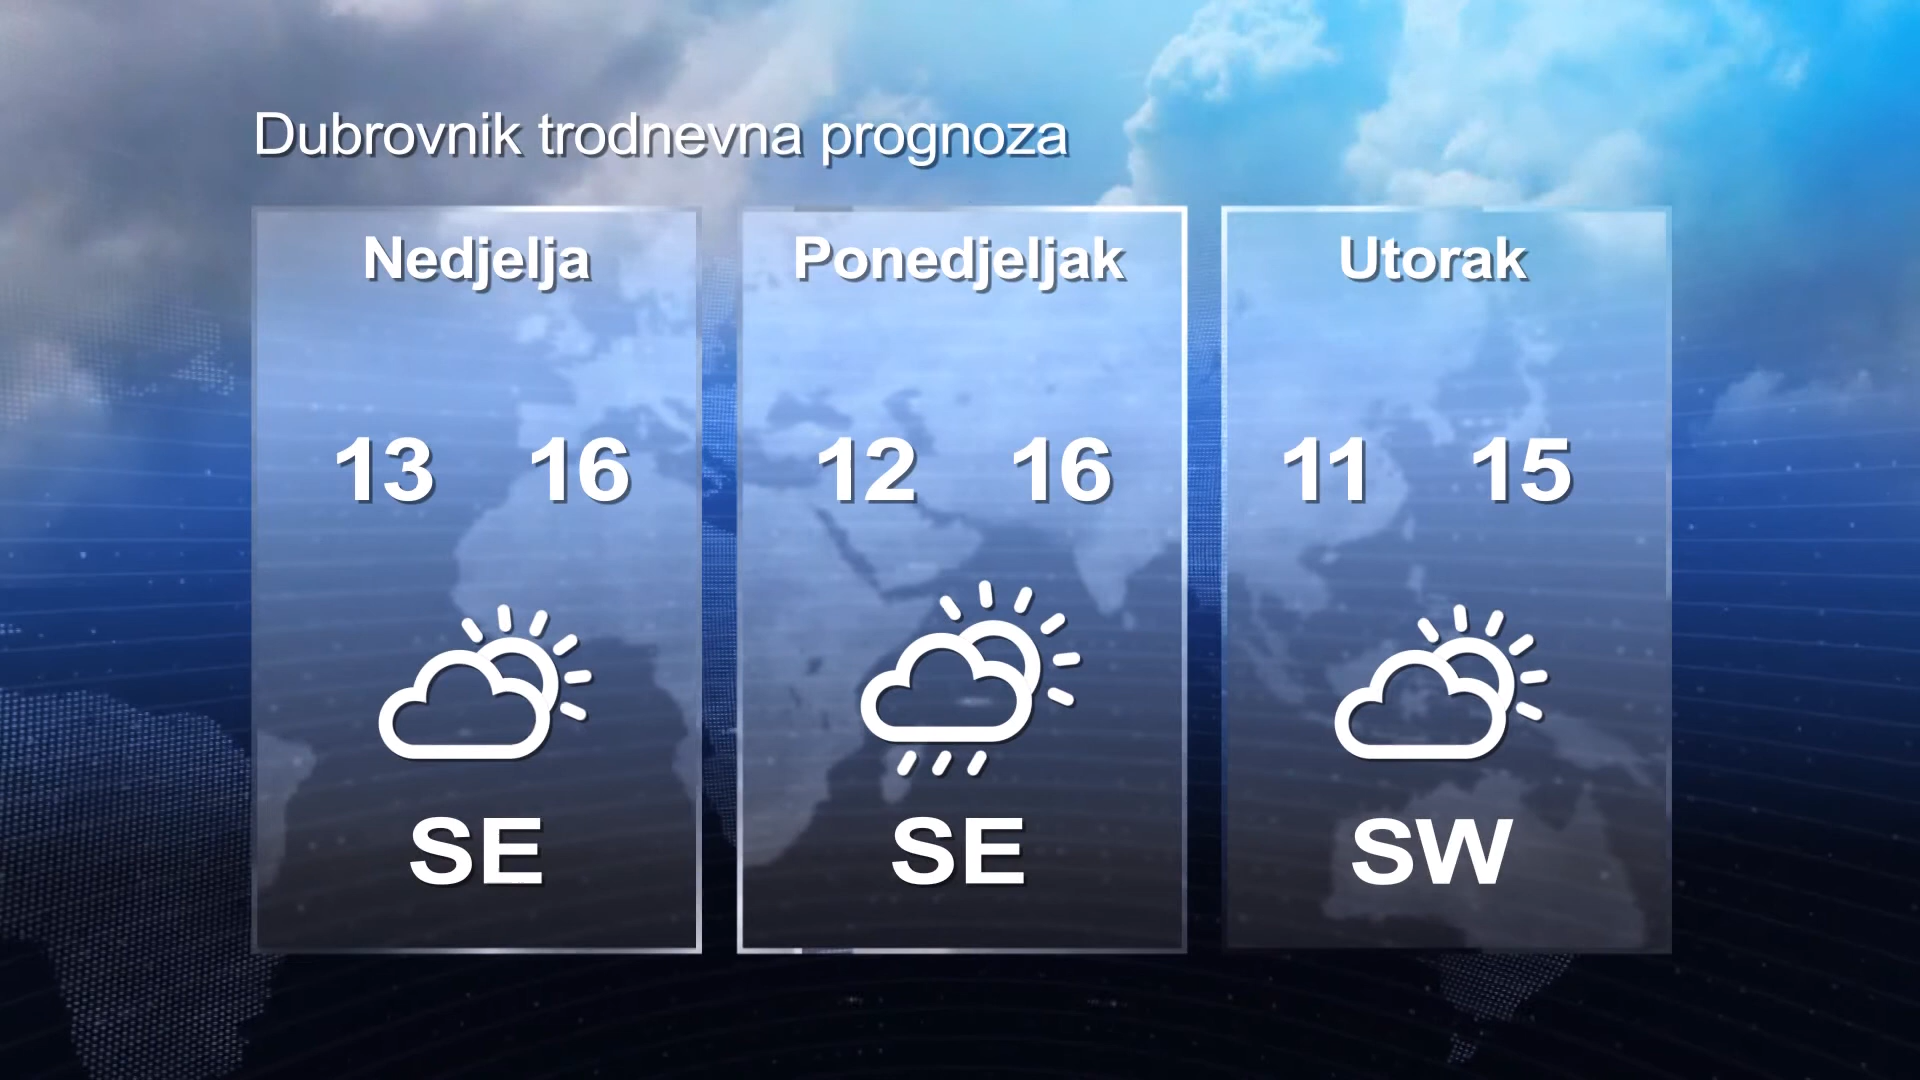 Dubrovnik trodnevna prognoza
Nedjelja
13 16
SE
Ponedjeljak
12 16
SE
Utorak
11 15
SW